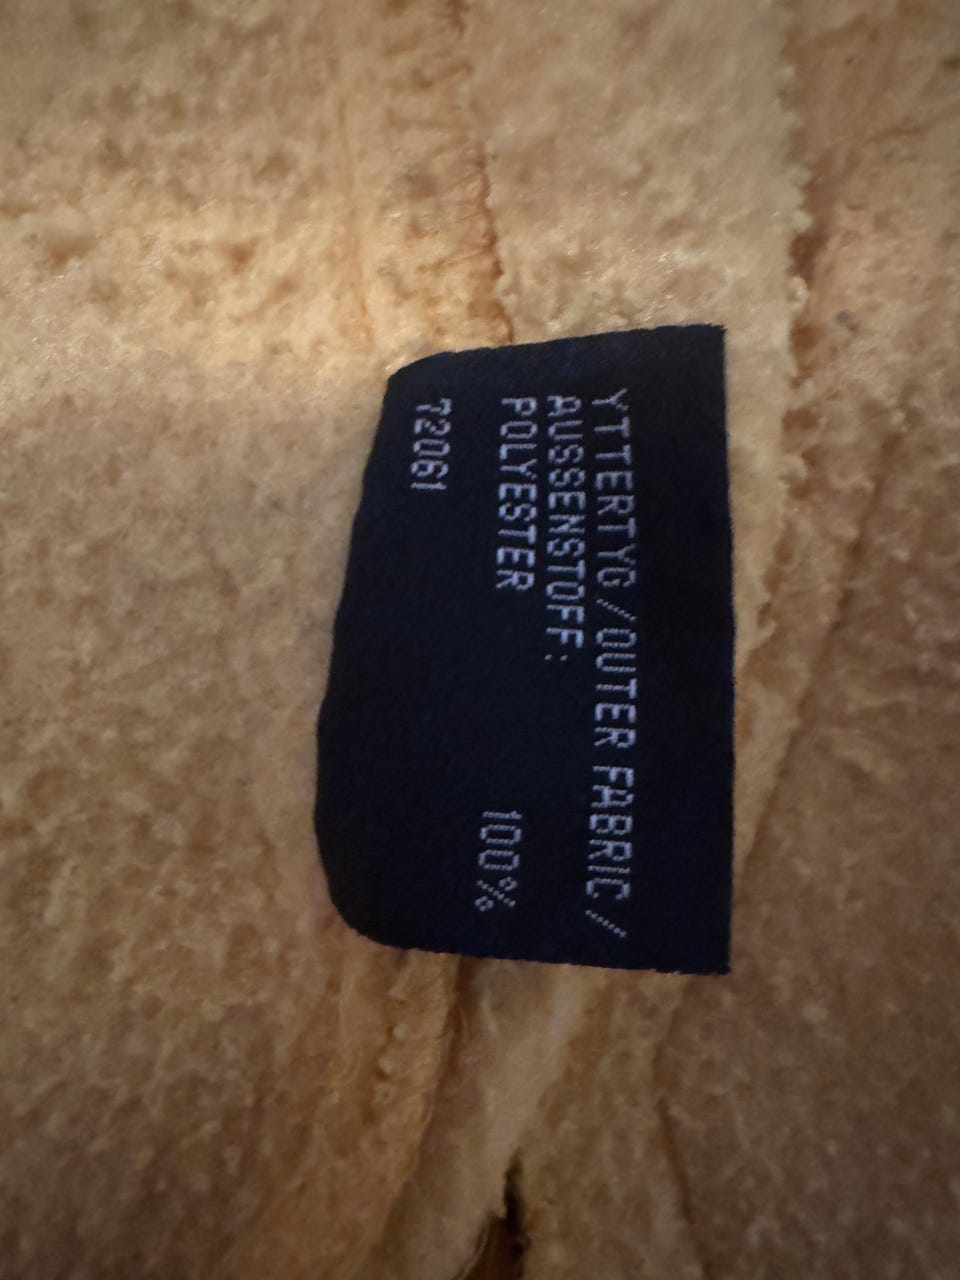 YTTERTYG/OUTER FABRIC/
AUSSENSTOFF:
POLYESTER 100%
72061